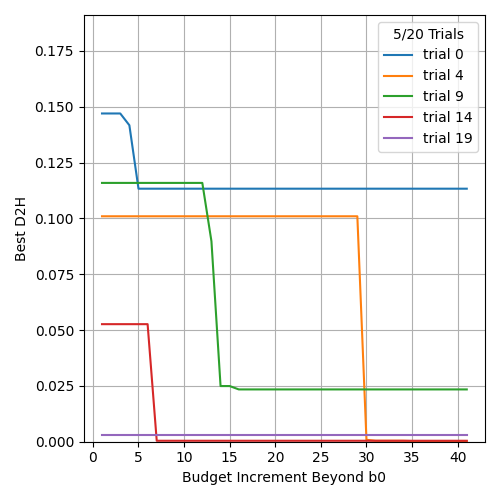 5/20 Trials
trial 0
trial 4
trial 9
trial 14
trial 19
0.175
0.150
0.125
0.100
0.075
0.050
0.025
0.000
Best D2H
0 5 10 15 20 25 30 35 40
Budget Increment Beyond b0